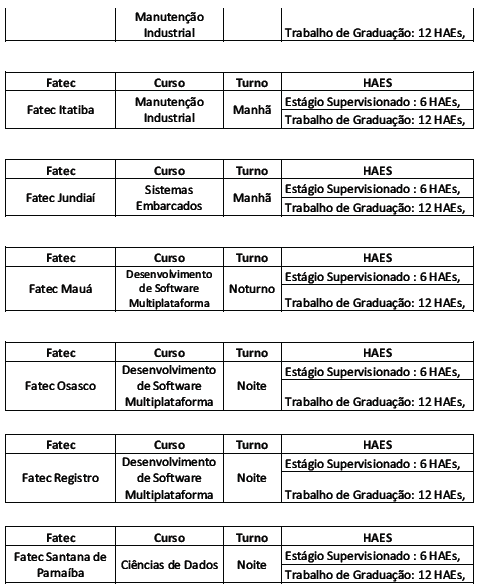 Manutenção
Industrial
Trabalho de Graduação: 12 HAEs,
Fatec Curso Turno HAES
Fatec Itatiba Manutenção Industrial Manhã Estágio Supervisionado : 6 HAEs,
Trabalho de Graduação: 12 HAEs,
Fatec Curso Turno HAES
Fatec Jundiaí Sistemas Embarcados Manhã Estágio Supervisionado : 6 HAEs,
Trabalho de Graduação: 12 HAEs,
Fatec Curso Turno HAES
Fatec Mauá Desenvolvimento de Software Multiplataforma Noturno Estágio Supervisionado : 6 HAEs,
Trabalho de Graduação: 12 HAEs,
Fatec Curso Turno HAES
Fatec Osasco Desenvolvimento de Software Multiplataforma Noite Estágio Supervisionado : 6 HAEs,
Trabalho de Graduação: 12 HAEs,
Fatec Curso Turno HAES
Fatec Registro Desenvolvimento de Software Multiplataforma Noite Estágio Supervisionado : 6 HAEs,
Trabalho de Graduação: 12 HAEs,
Fatec Curso Turno HAES
Fatec Santana de Parnaíba Ciências de Dados Noite Estágio Supervisionado : 6 HAEs,
Trabalho de Graduação: 12 HAEs,